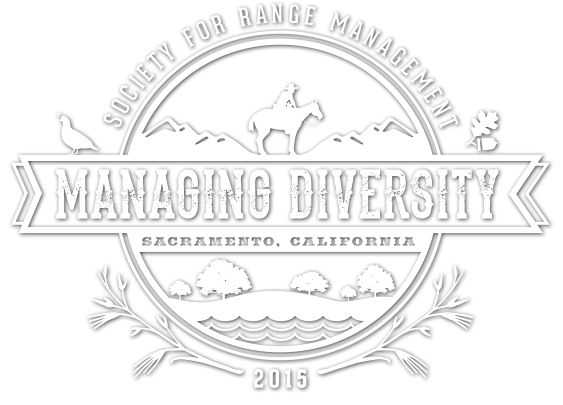 SOCIETY FOR RANGE MANAGEMENT
MANAGING DIVERSITY
SACRAMENTO, CALIFORNIA
2015